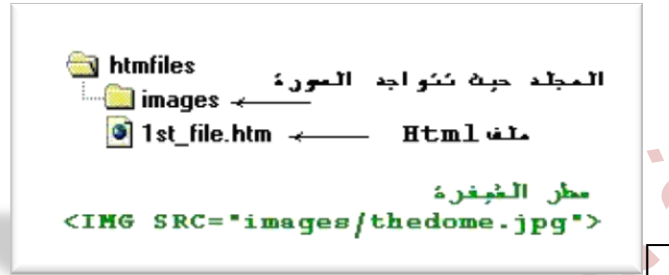 htmfiles
المجلد حيث تتواجد الصورة
images
1st_file.htm
ملف Html
سطر الشيفرة
<IMG SRC="images/thedome.jpg">